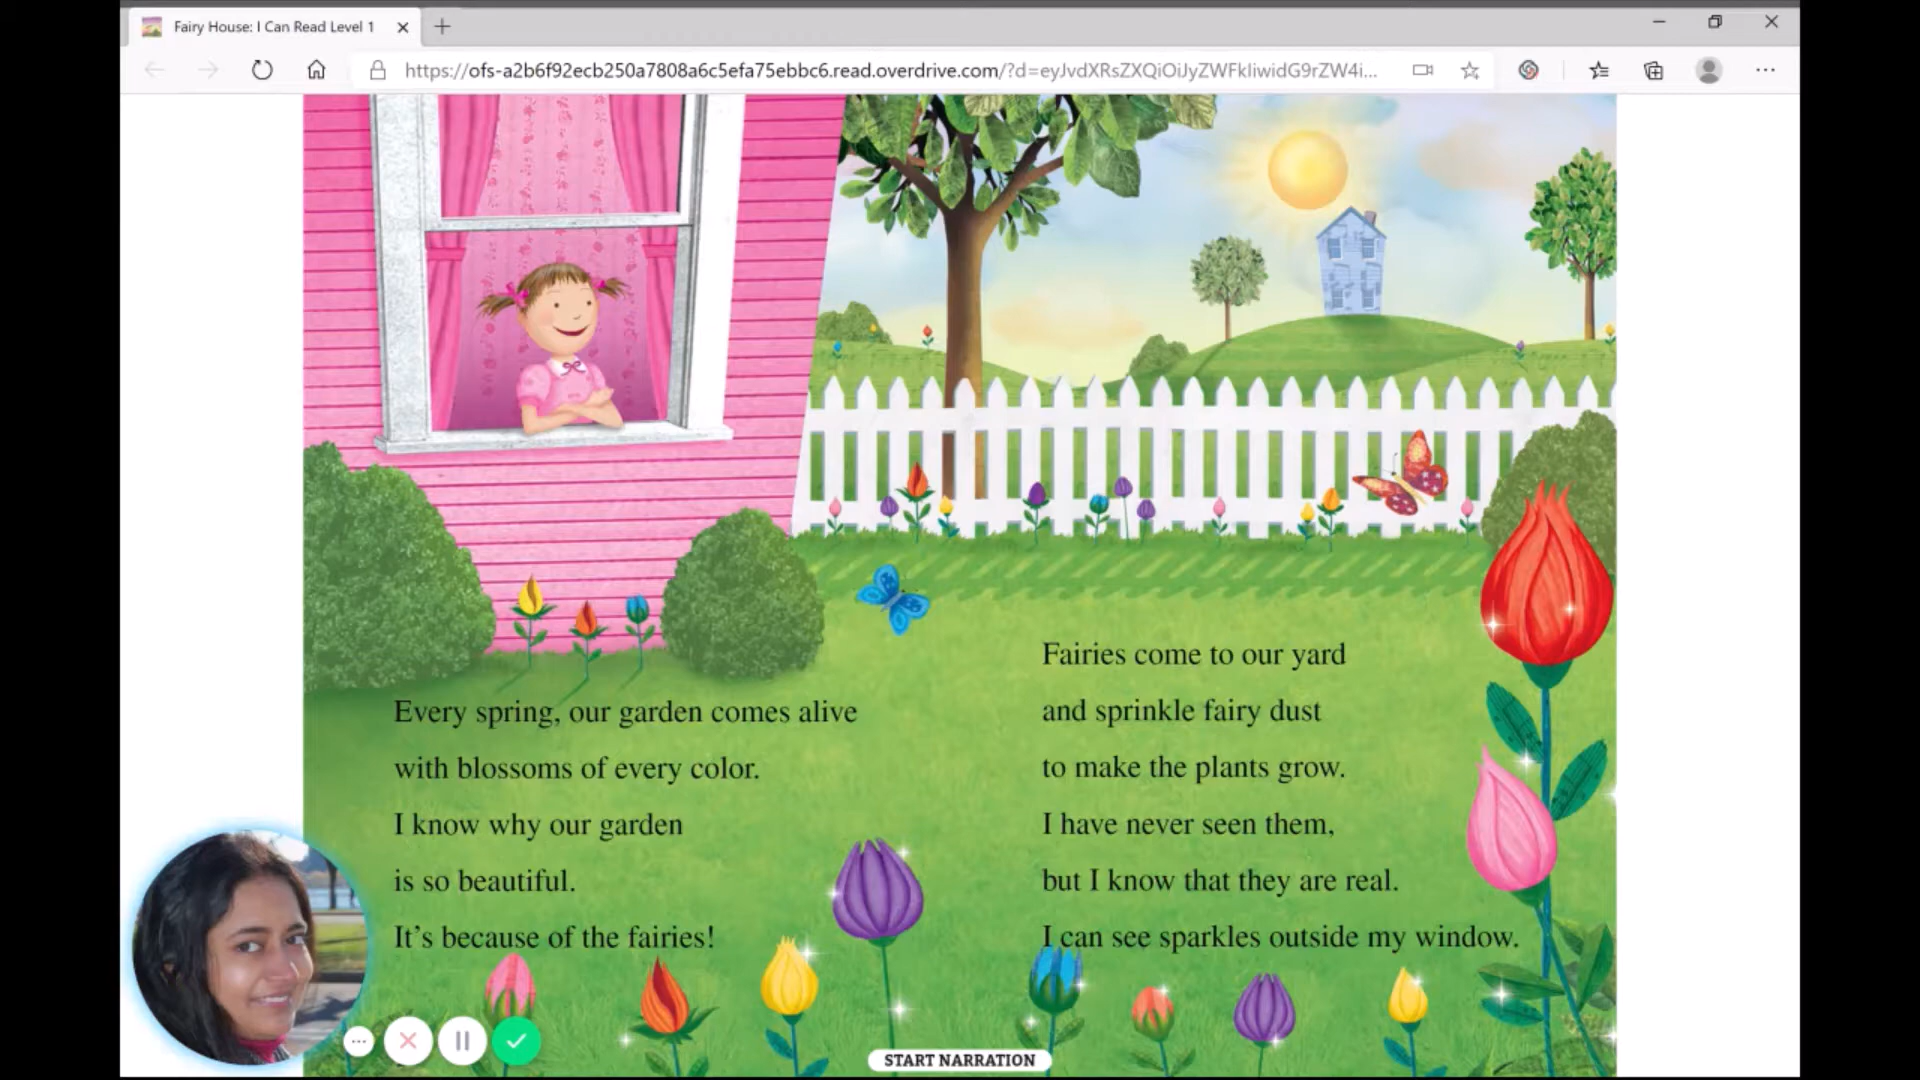 Fairy House: I Can Read Level 1
https://ofs-a2b6f92ecb250a7808a6c5efa75ebbc6.read.overdrive.com/?d=eyJvdXRsZXQiOiJyZWFkIiwidG9rZW4i...
Every spring, our garden comes alive
with blossoms of every color.
I know why our garden
is so beautiful.
It's because of the fairies!
Fairies come to our yard
and sprinkle fairy dust
to make the plants grow.
I have never seen them,
but I know that they are real.
I can see sparkles outside my window.
START NARRATION